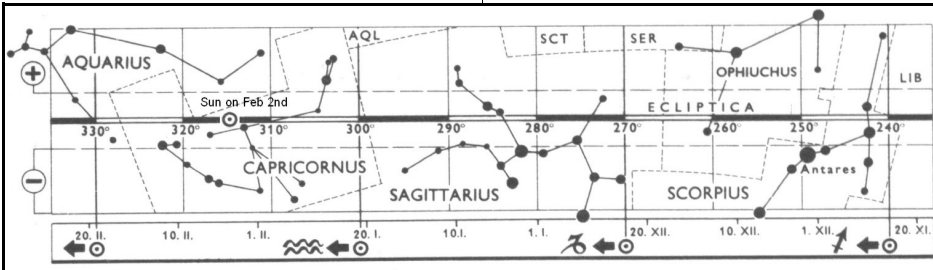 AQL
SCT
SER
AQUARIUS
OPHIUCHUS
LIB
+
Sun on Feb 2nd
ECLIPTICA
330° 320° 310° 300° 290° 280° 270° 260° 250° 240°
CAPRICORNUS
Antares
−
SAGITTARIUS
SCORPIUS
20. II. 10. II. 1. II. 20. I. 10. I. 1. I. 20. XII. 10. XII. 1. XII. 20. XI.